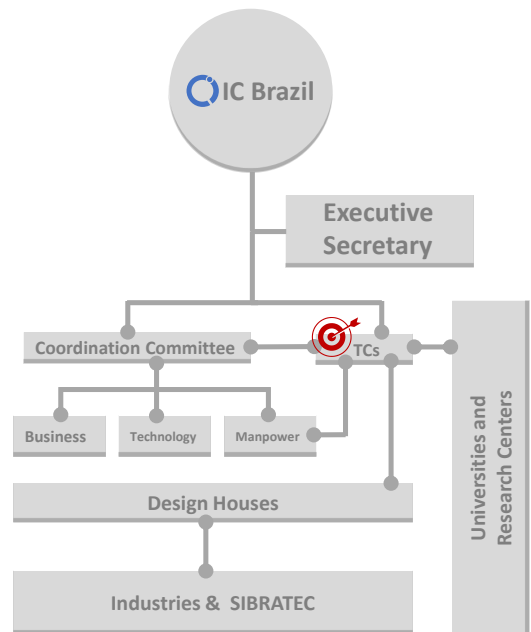 IC Brazil
Executive
Secretary
Coordination Committee
TCs
Business
Technology
Manpower
Universities and
Research Centers
Design Houses
Industries & SIBRATEC